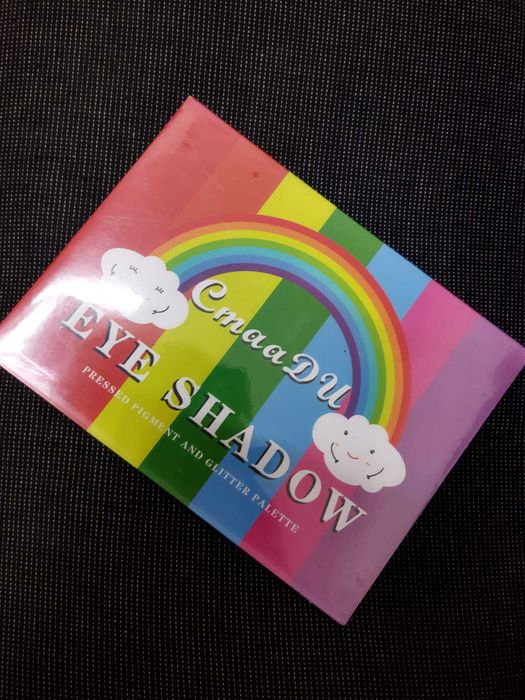 CmaaDU
EYE SHADOW
PRESSED PIGMENT AND GLITTER PALETTE